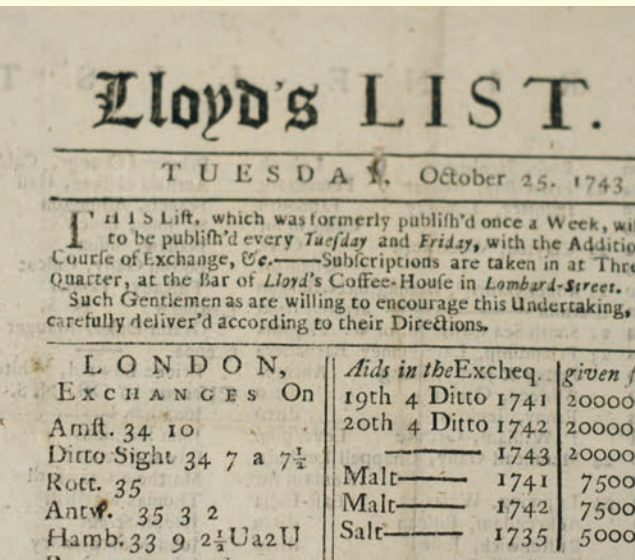 Lloyd's LIST.
TUESDAY, October 25. 1743
THIS Liſt, which was formerly publiſh'd once a Week, wi
to be publiſh'd every Tueſday and Friday, with the Additio
Courſe of Exchange, &c.——Subſcriptions are taken in at Thre
Quarter, at the Bar of Lloyd's Coffee-Houſe in Lombard-Street.
Such Gentlemen as are willing to encourage this Undertaking,
carefully deliver'd according to their Directions.
LONDON,
EXCHANGES On
Amſt. 34 10
Ditto Sight 34 7 a 7½
Rott. 35
Antw. 35 3 2
Hamb. 33 9 2½Ua2U
Aids in the Excheq. given f
19th 4 Ditto 1741 20000
20th 4 Ditto 1742 20000
—— 1743 20000
Malt—— 1741 7500
Malt—— 1742 7500
Salt—— 1735 5000